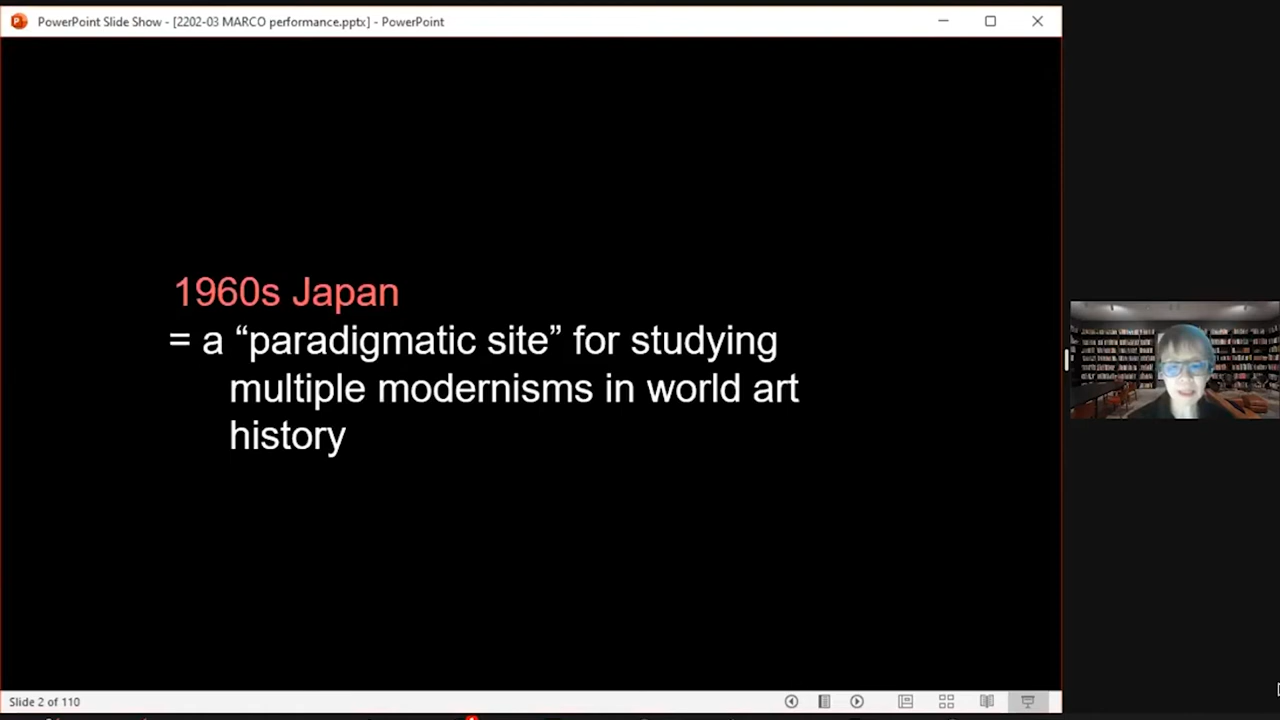 PowerPoint Slide Show - [2202-03 MARCO performance.pptx] - PowerPoint
1960s Japan
= a “paradigmatic site” for studying
multiple modernisms in world art
history
Slide 2 of 110